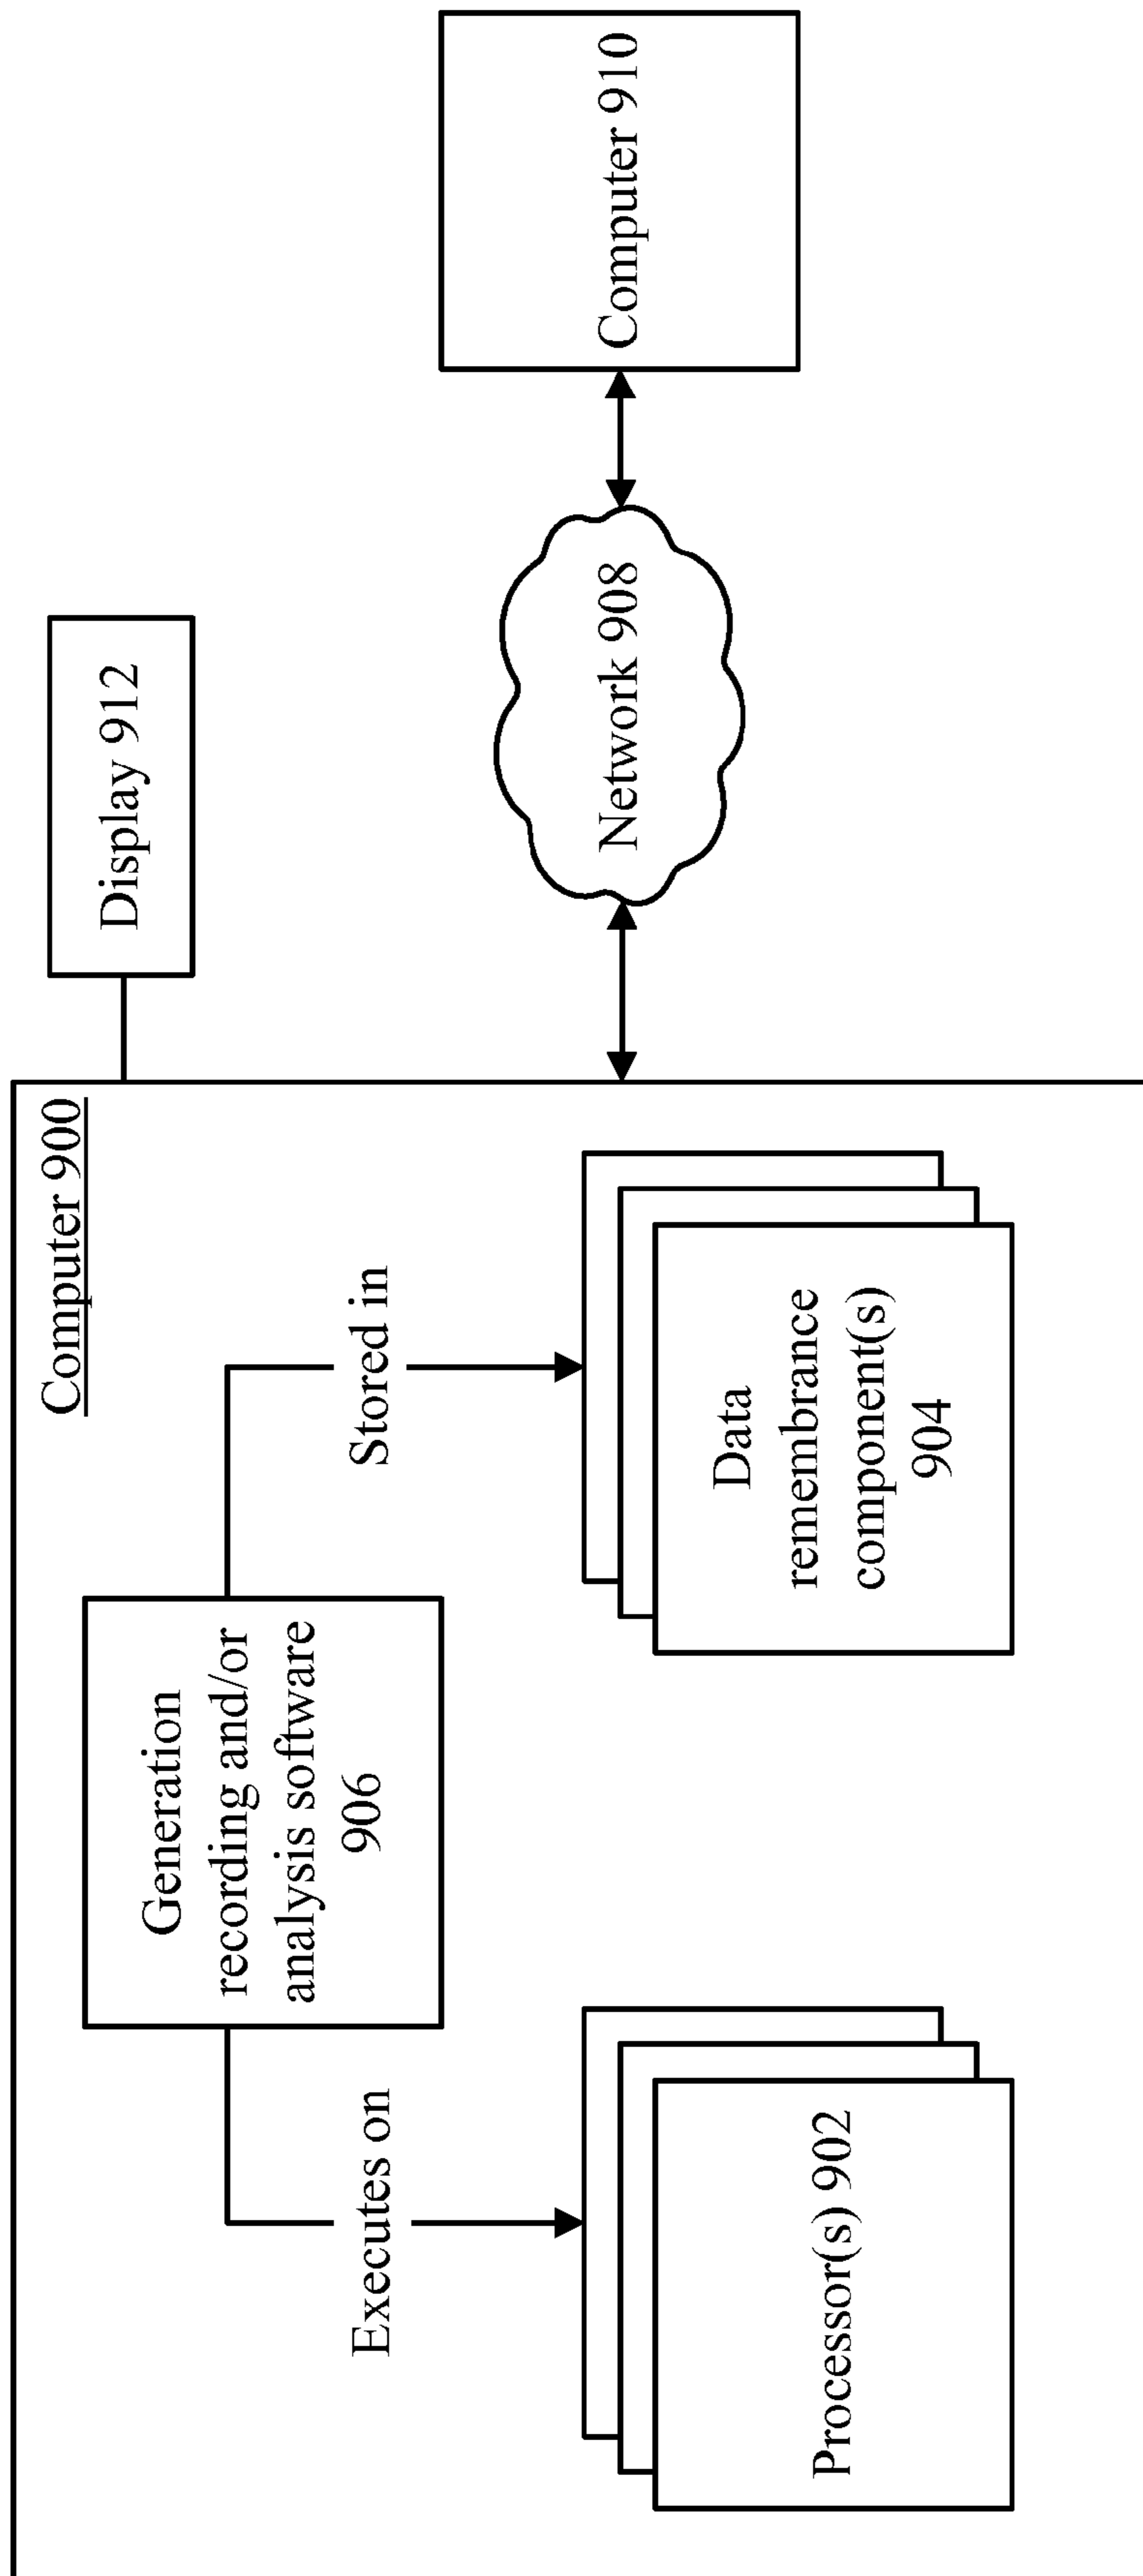 Computer 900
Generation
recording and/or
analysis software
906
Executes on
Stored in
Processor(s) 902
Data
remembrance
component(s)
904
Display 912
Network 908
Computer 910